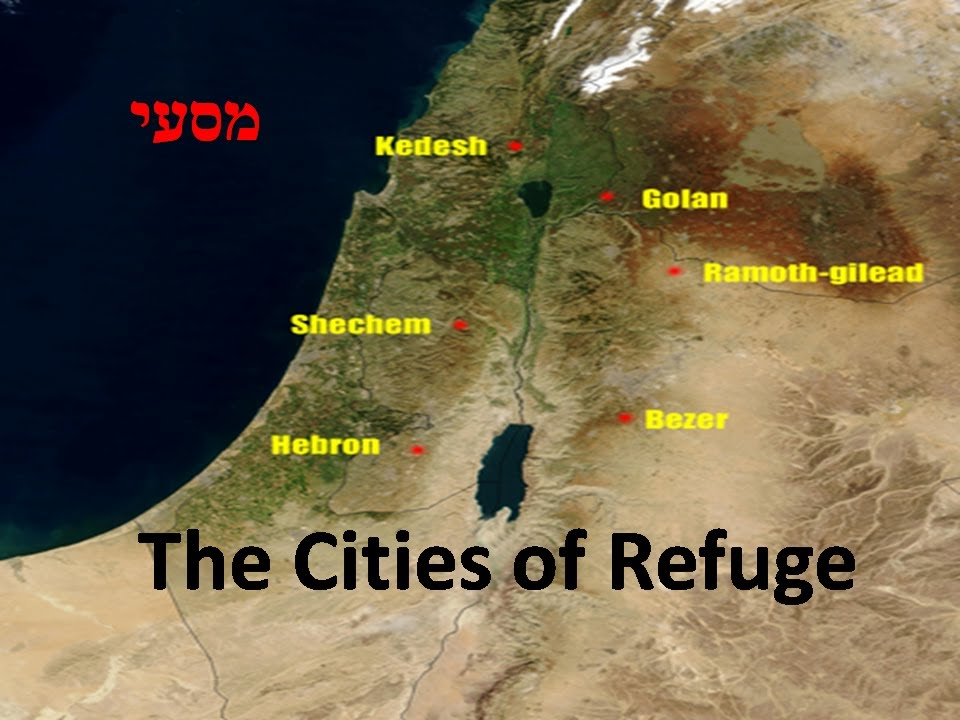 מסעי
Kedesh
Golan
Ramoth-gilead
Shechem
Bezer
Hebron
The Cities of Refuge